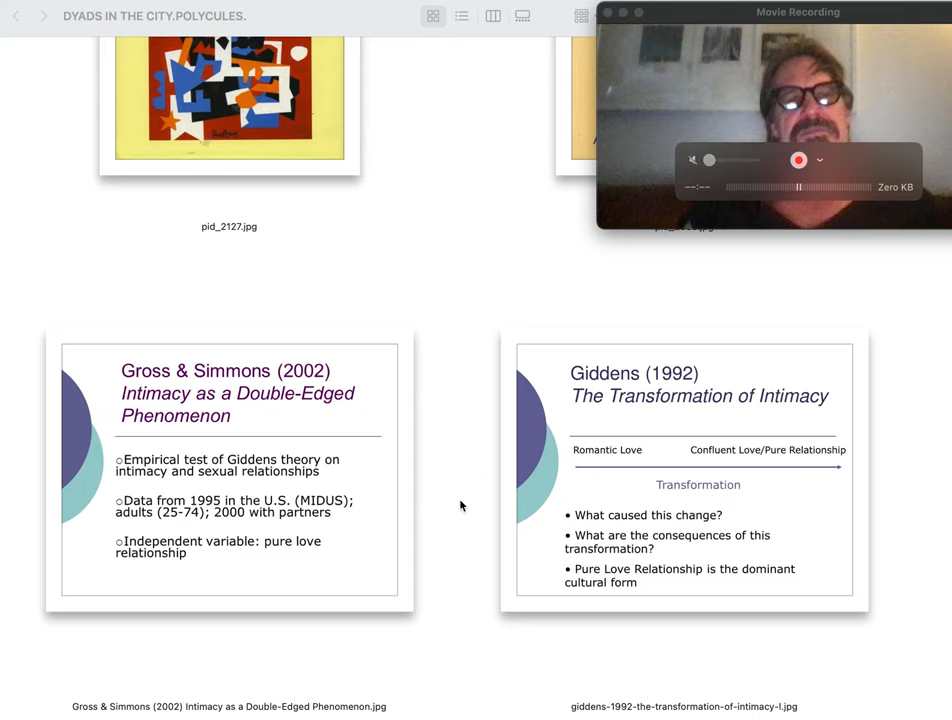 DYADS IN THE CITY.POLYCULES.
Movie Recording
--:--
Zero KB
pid_2127.jpg
Gross & Simmons (2002)
Intimacy as a Double-Edged
Phenomenon
○Empirical test of Giddens theory on
intimacy and sexual relationships
○Data from 1995 in the U.S. (MIDUS);
adults (25-74); 2000 with partners
○Independent variable: pure love
relationship
Giddens (1992)
The Transformation of Intimacy
Romantic Love
Confluent Love/Pure Relationship
Transformation
• What caused this change?
• What are the consequences of this
transformation?
• Pure Love Relationship is the dominant
cultural form
Gross & Simmons (2002) Intimacy as a Double-Edged Phenomenon.jpg
giddens-1992-the-transformation-of-intimacy-l.jpg